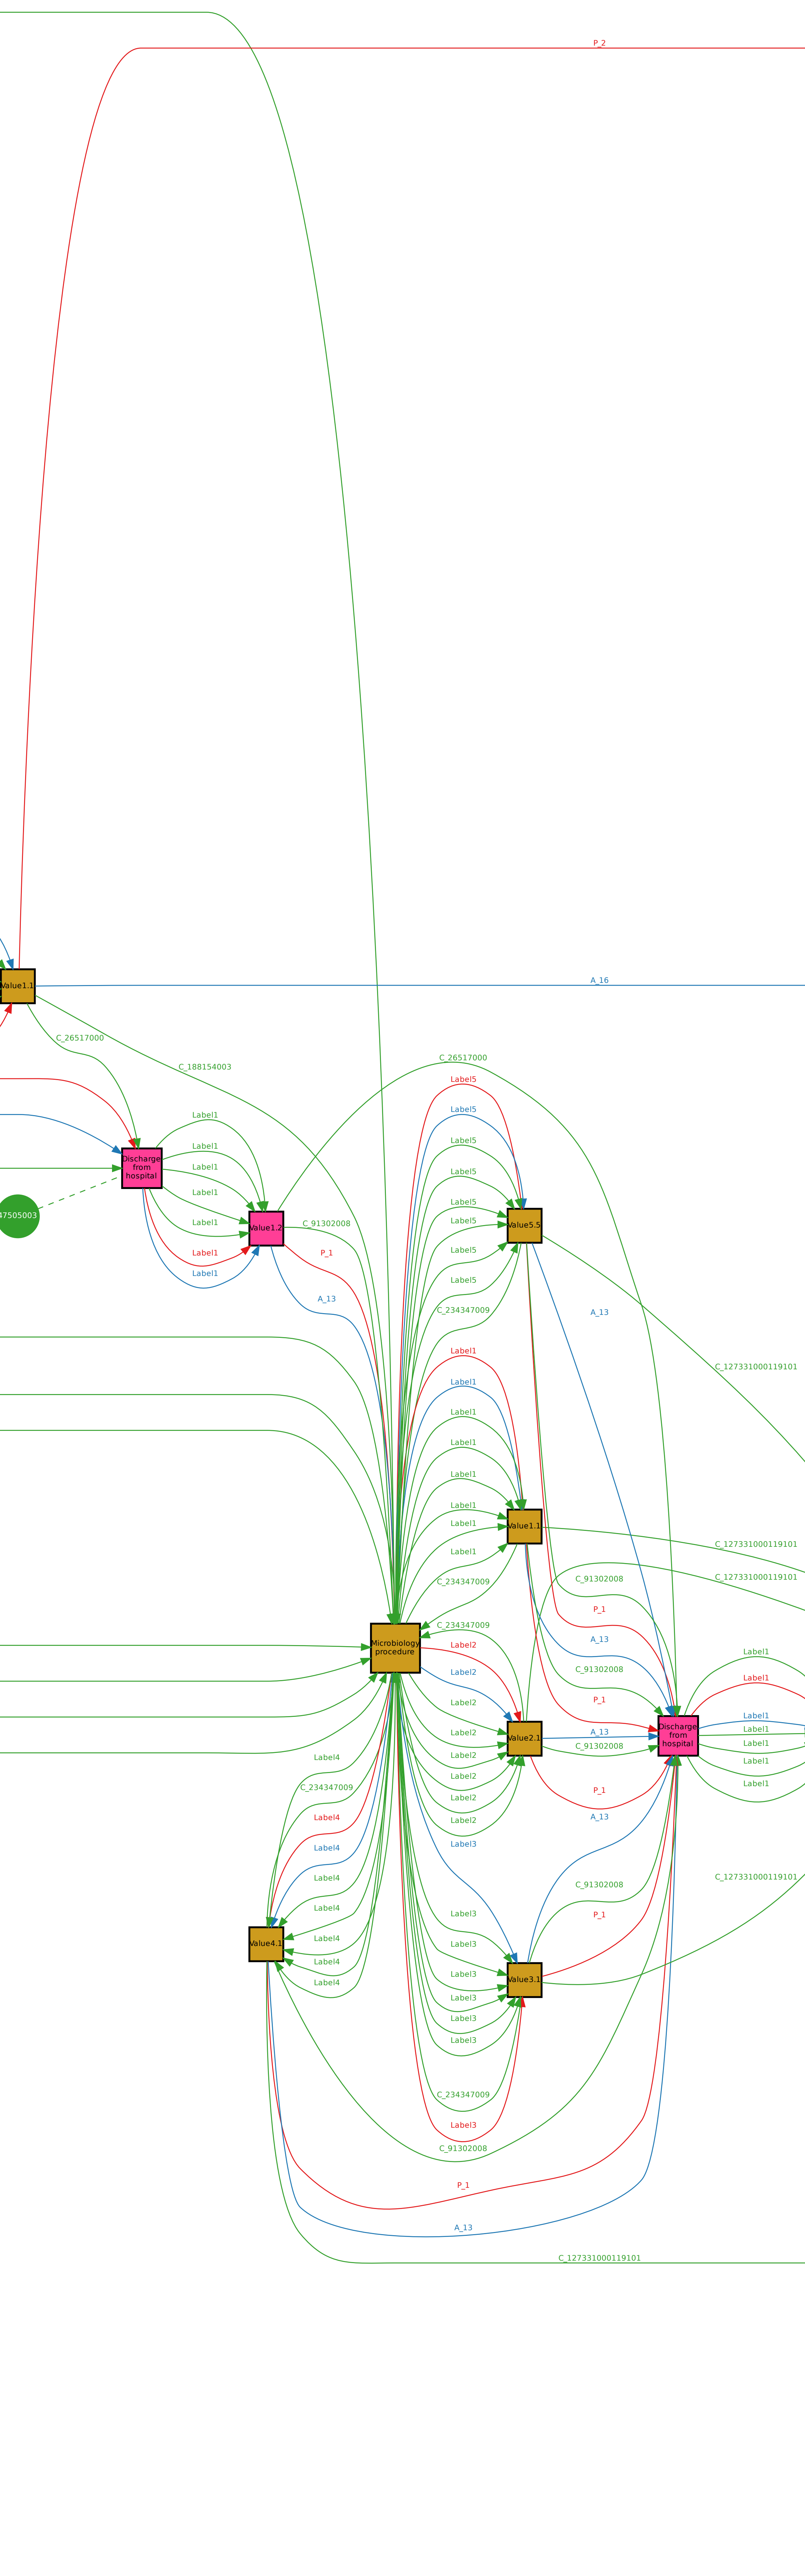 P_2
Value1.1
A_16
C_26517000
C_188154003
C_26517000
Label5
Label5
Label1
Label5
Label1
Discharge
from
hospital
Label1
Label5
Label1
Label5
47505003
Label1
Value1.2
C_91302008
Label5
Value5.5
Label1
P_1
Label5
Label1
Label5
A_13
C_234347009
A_13
Label1
C_127331000119101
Label1
Label1
Label1
Label1
Label1
Label1
Value1.1
C_127331000119101
Label1
C_127331000119101
C_91302008
C_234347009
P_1
C_234347009
A_13
Microbiology
procedure
Label2
Label1
C_91302008
Label2
Label1
P_1
Label2
Label1
Discharge
from
hospital
Label2
Value2.1
A_13
Label1
C_91302008
Label1
Label2
Label4
Label1
Label2
C_234347009
Label1
Label2
P_1
Label4
Label2
A_13
Label4
Label3
C_127331000119101
Label4
C_91302008
Label4
Label3
P_1
Label4
Value4.1
Label3
Label4
Label3
Value3.1
Label4
Label3
Label3
Label3
C_234347009
Label3
C_91302008
P_1
A_13
C_127331000119101